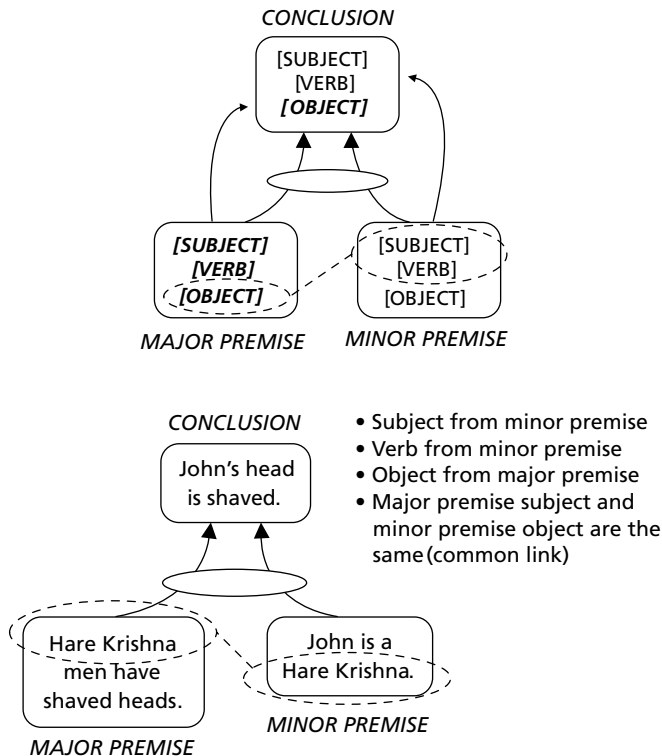 CONCLUSION
[SUBJECT]
[VERB]
[OBJECT]
[SUBJECT]
[VERB]
[OBJECT]
MAJOR PREMISE
[SUBJECT]
[VERB]
[OBJECT]
MINOR PREMISE
CONCLUSION
John’s head
is shaved.
• Subject from minor premise
• Verb from minor premise
• Object from major premise
• Major premise subject and
minor premise object are the
same (common link)
Hare Krishna
men have
shaved heads.
MAJOR PREMISE
John is a
Hare Krishna.
MINOR PREMISE